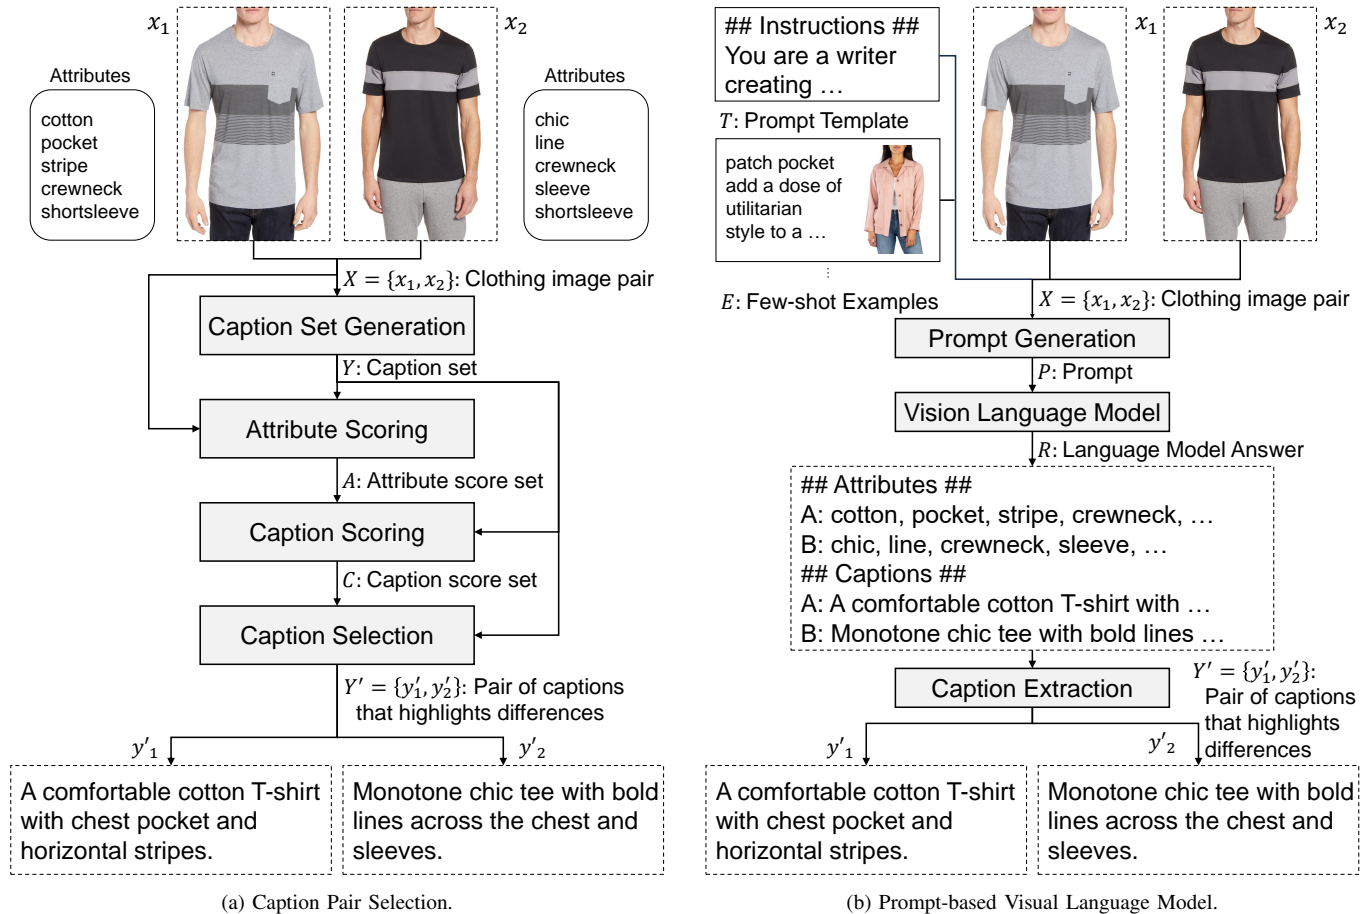 x₁
x₂
Attributes
cotton
pocket
stripe
crewneck
shortsleeve
Attributes
chic
line
crewneck
sleeve
shortsleeve
X = {x₁, x₂}: Clothing image pair
Caption Set Generation
Y: Caption set
Attribute Scoring
A: Attribute score set
Caption Scoring
C: Caption score set
Caption Selection
Y′ = {y′₁, y′₂}: Pair of captions
that highlights differences
y′₁
y′₂
A comfortable cotton T-shirt
with chest pocket and
horizontal stripes.
Monotone chic tee with bold
lines across the chest and
sleeves.
(a) Caption Pair Selection.
## Instructions ##
You are a writer
creating …
T: Prompt Template
patch pocket
add a dose of
utilitarian
style to a …
E: Few-shot Examples
x₁
x₂
X = {x₁, x₂}: Clothing image pair
Prompt Generation
P: Prompt
Vision Language Model
R: Language Model Answer
## Attributes ##
A: cotton, pocket, stripe, crewneck, …
B: chic, line, crewneck, sleeve, …
## Captions ##
A: A comfortable cotton T-shirt with …
B: Monotone chic tee with bold lines …
Caption Extraction
Y′ = {y′₁, y′₂}:
Pair of captions
that highlights
differences
y′₁
y′₂
A comfortable cotton T-shirt
with chest pocket and
horizontal stripes.
Monotone chic tee with bold
lines across the chest and
sleeves.
(b) Prompt-based Visual Language Model.